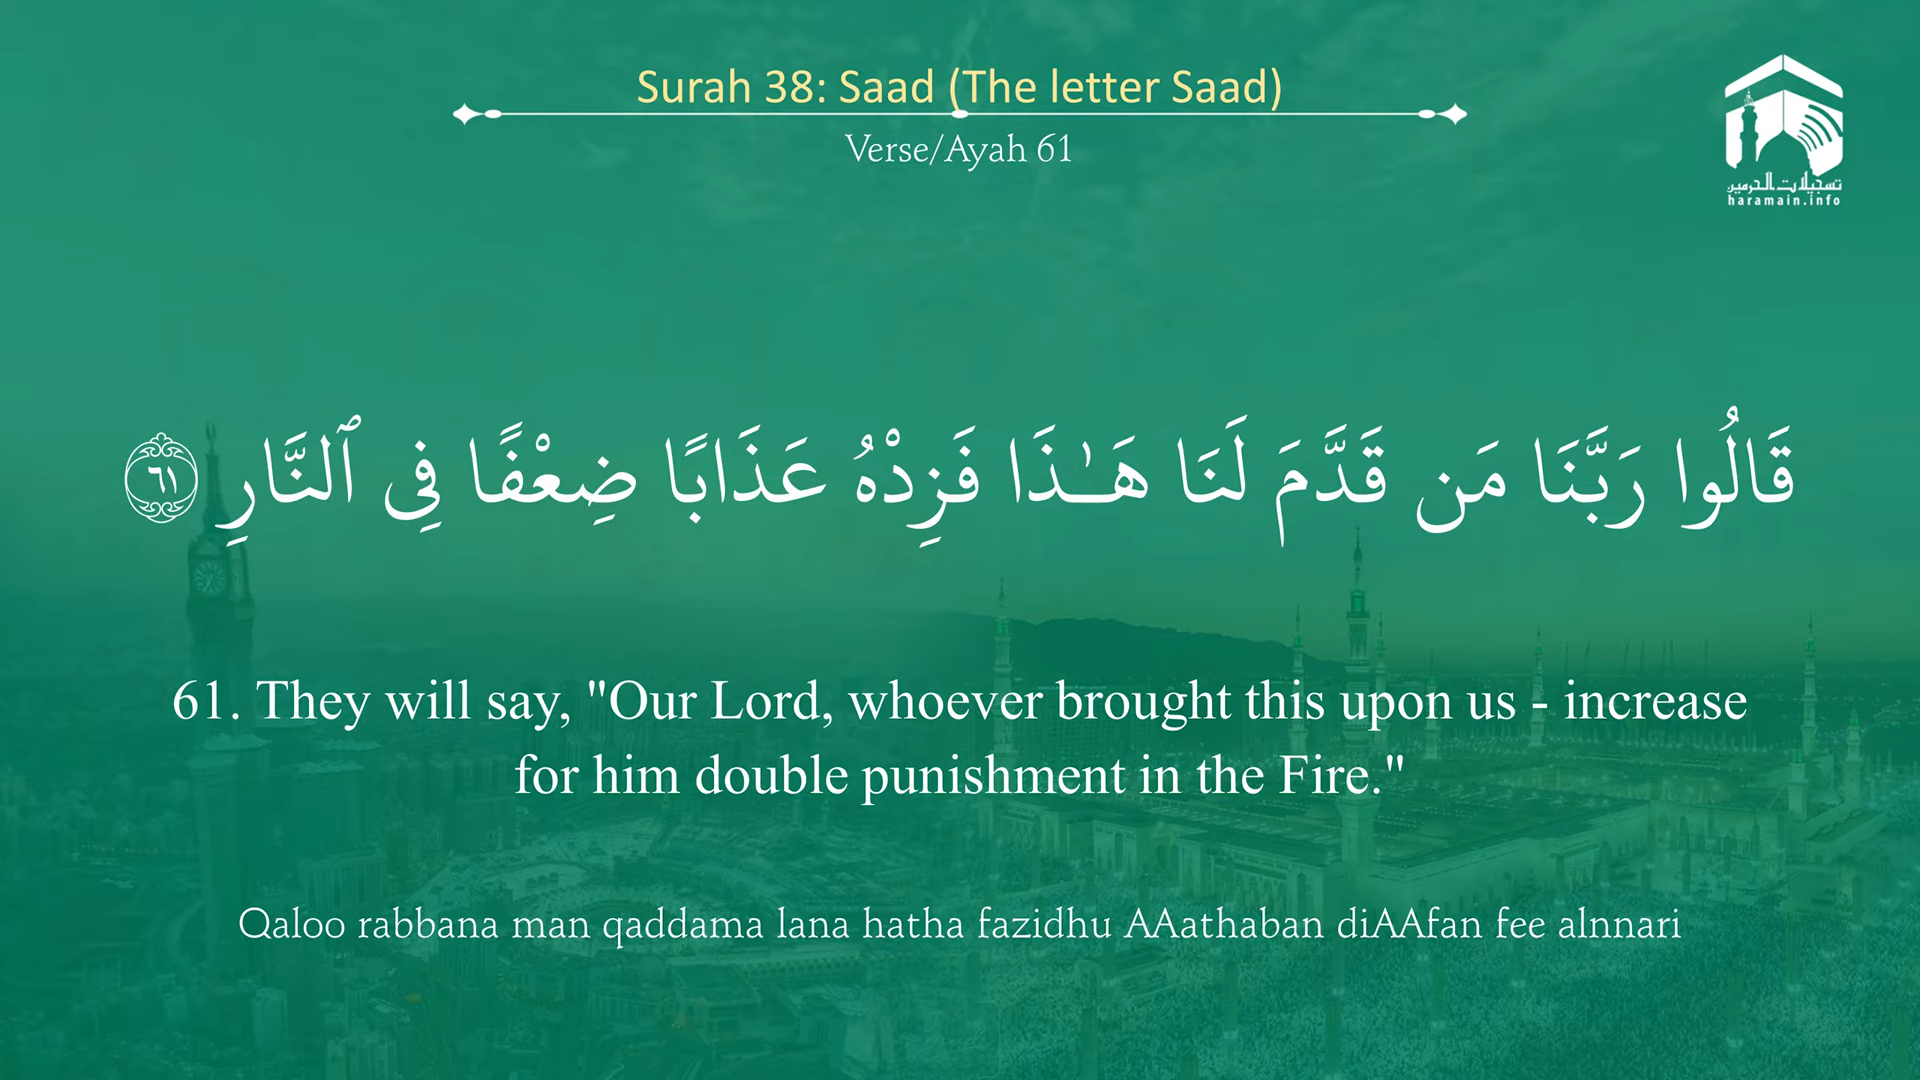 Surah 38: Saad (The letter Saad)
Verse/Ayah 61
تسجيلات الحرمين
haramain.info
قَالُوا رَبَّنَا مَن قَدَّمَ لَنَا هَـٰذَا فَزِدْهُ عَذَابًا ضِعْفًا فِى ٱلنَّارِ ٦١
61. They will say, "Our Lord, whoever brought this upon us - increase
for him double punishment in the Fire."
Qaloo rabbana man qaddama lana hatha fazidhu AAathaban diAAfan fee alnnari